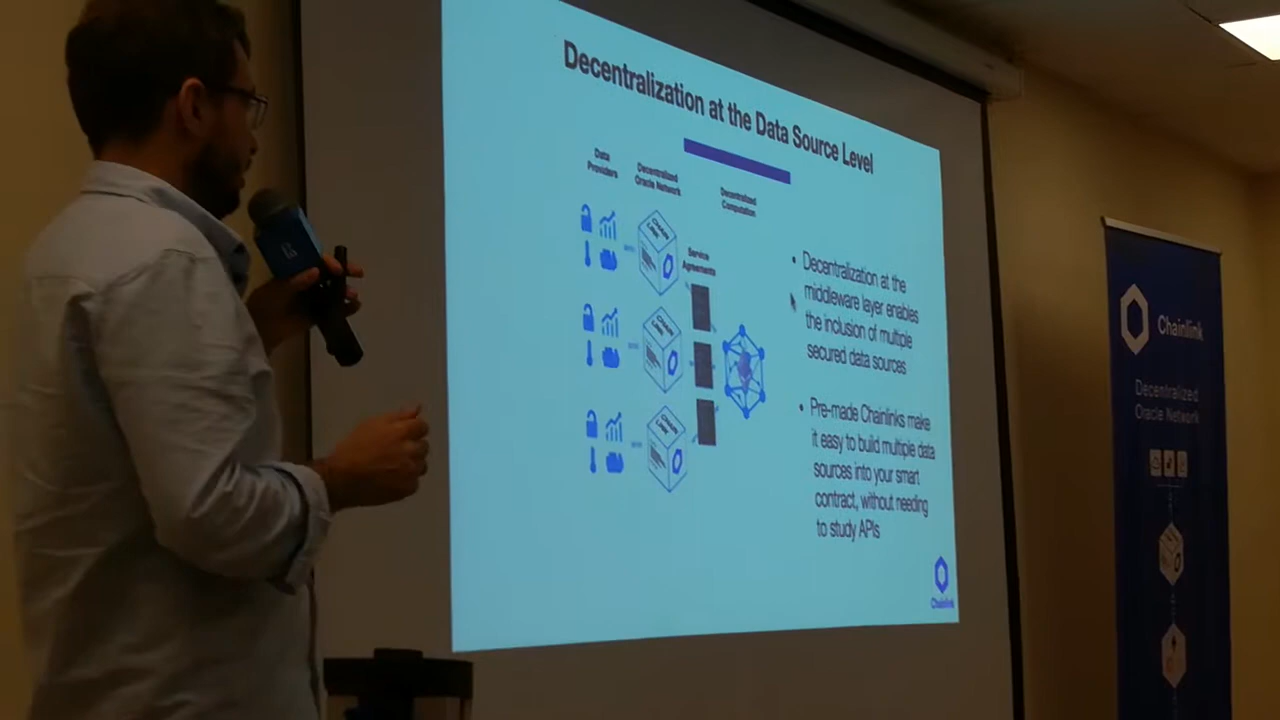 Decentralization at the Data Source Level
Data
Providers
Decentralized
Oracle Network
Decentralized
Computation
Service
Agreements
• Decentralization at the
middleware layer enables
the inclusion of multiple
secured data sources
• Pre-made Chainlinks make
it easy to build multiple data
sources into your smart
contract, without needing
to study APIs
Chainlink
Chainlink
Decentralized
Oracle Network